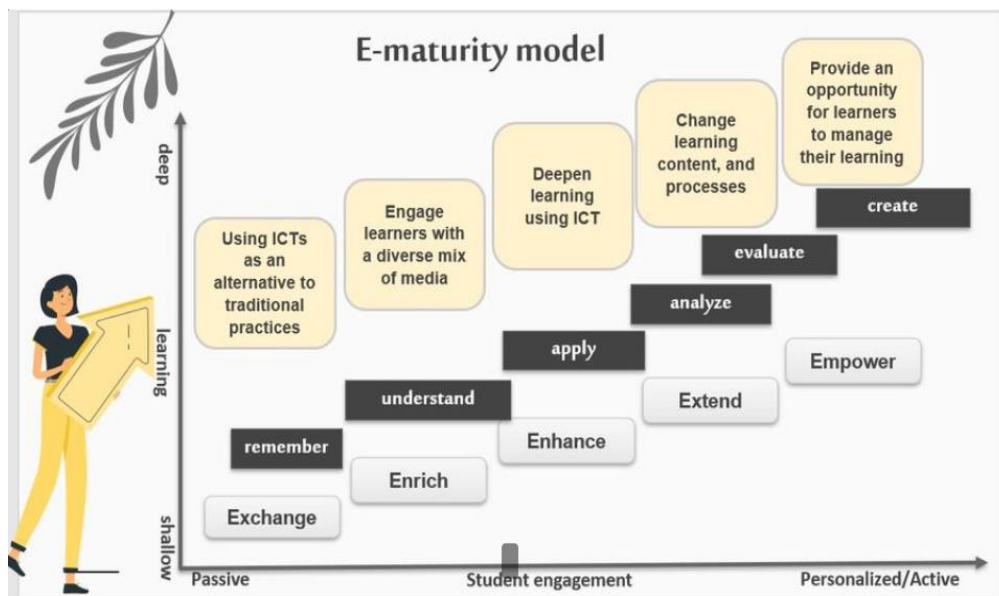 E-maturity model
Provide an
opportunity
for learners
to manage
their learning
Change
learning
content, and
processes
Deepen
learning
using ICT
Engage
learners with
a diverse mix
of media
Using ICTs
as an
alternative to
traditional
practices
deep
learning
shallow
create
evaluate
analyze
apply
understand
remember
Empower
Extend
Enhance
Enrich
Exchange
Passive
Student engagement
Personalized/Active